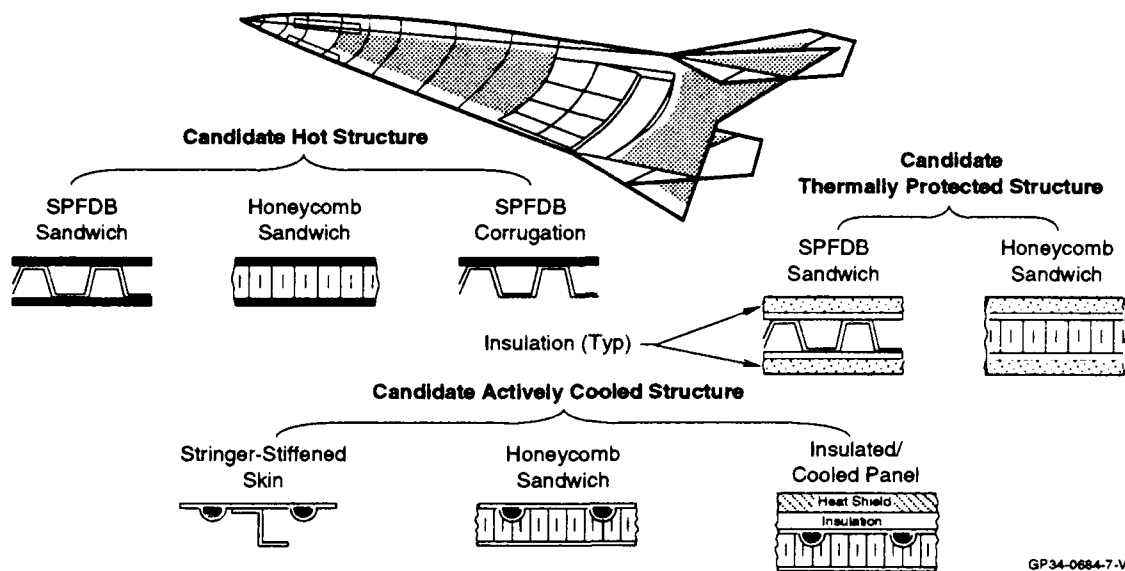 Candidate Hot Structure
SPFDB
Sandwich
Honeycomb
Sandwich
SPFDB
Corrugation
Candidate
Thermally Protected Structure
SPFDB
Sandwich
Honeycomb
Sandwich
Insulation (Typ)
Candidate Actively Cooled Structure
Stringer-Stiffened
Skin
Honeycomb
Sandwich
Insulated/
Cooled Panel
Heat Shield
Insulation
GP34-0684-7-V